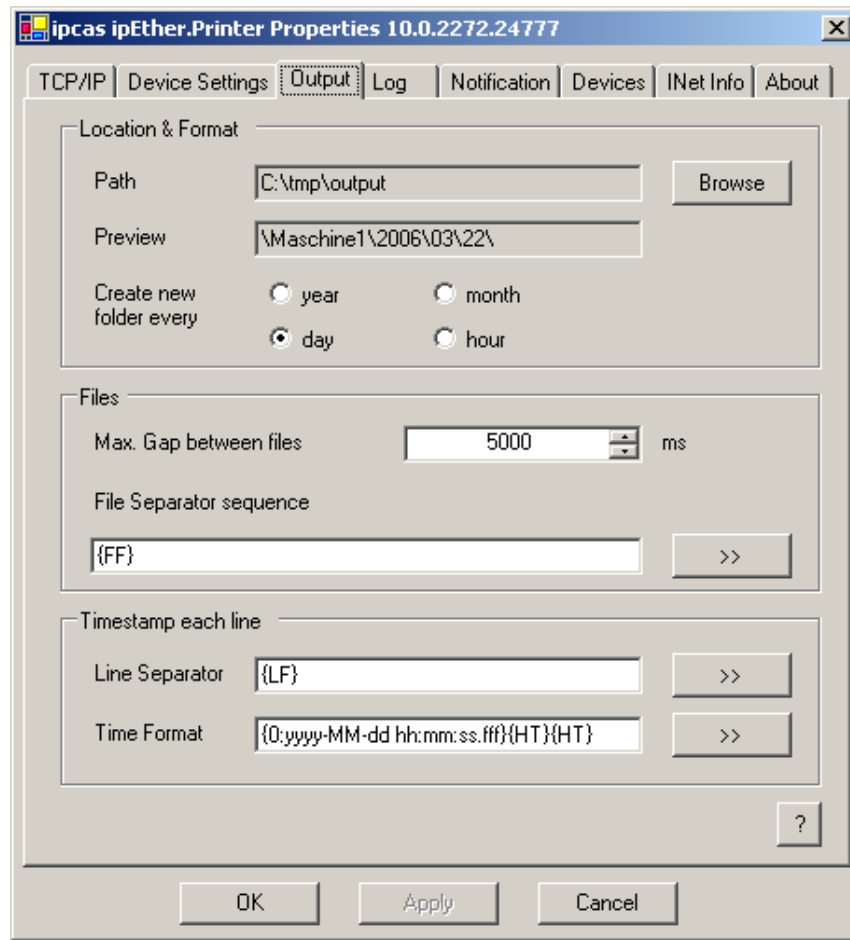 ipcas ipEther.Printer Properties 10.0.2272.24777
TCP/IP Device Settings Output Log Notification Devices INet Info About
Location & Format
Path C:\tmp\output Browse
Preview \Maschine1\2006\03\22\
Create new folder every
year month
day hour
Files
Max. Gap between files 5000 ms
File Separator sequence
{FF} >>
Timestamp each line
Line Separator {LF} >>
Time Format {0:yyyy-MM-dd hh:mm:ss.fff}{HT}{HT} >>
?
OK Apply Cancel